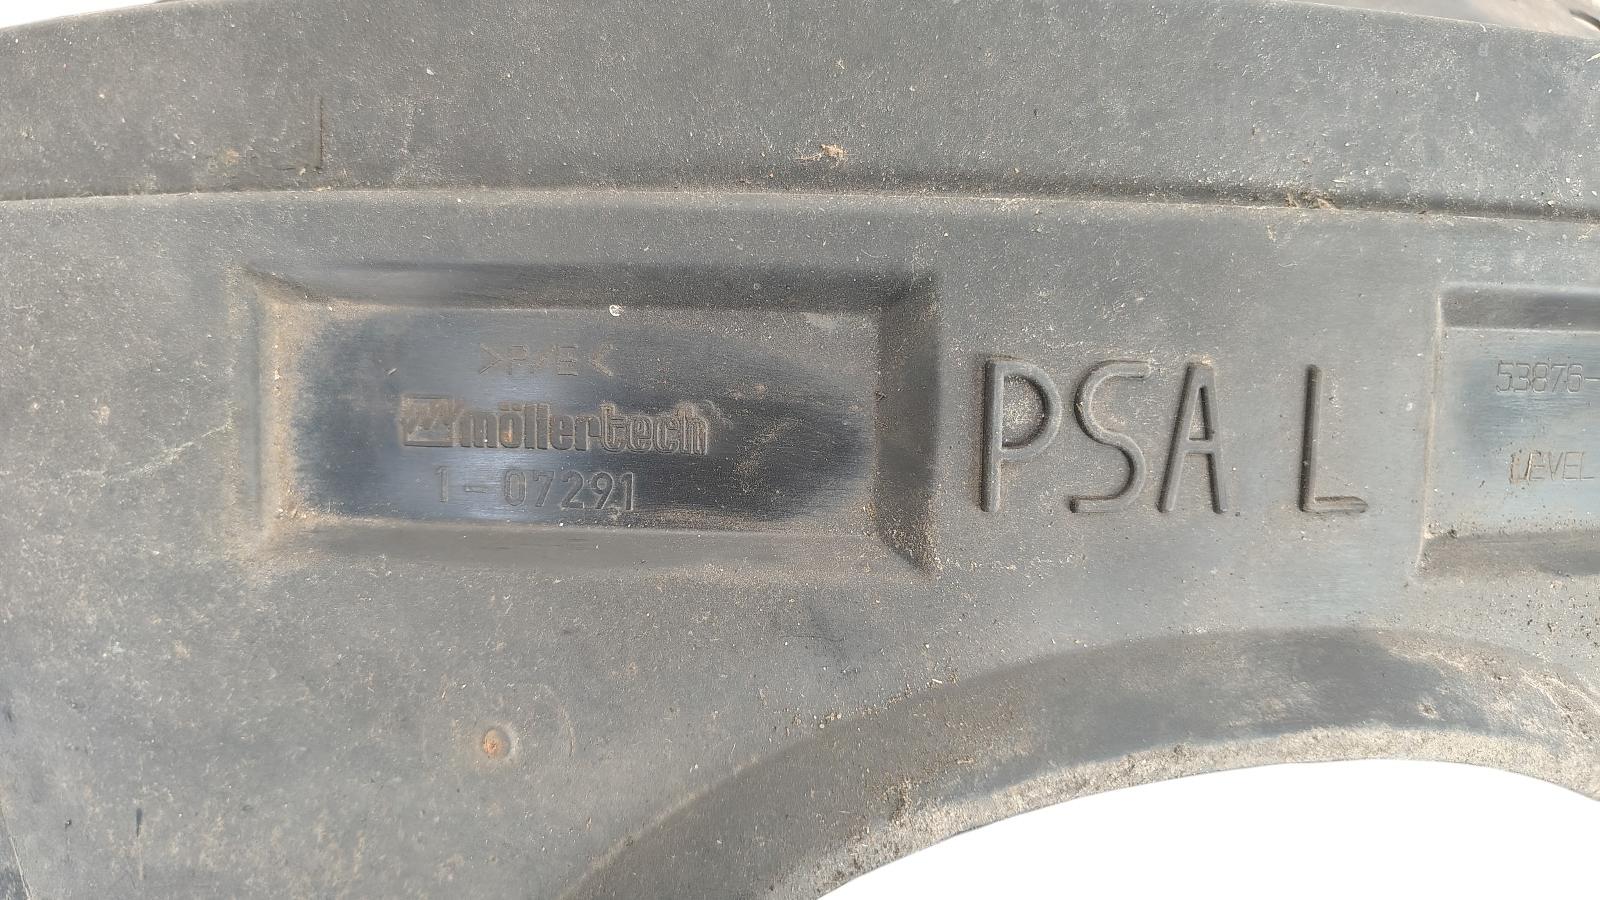 >P/E<
möllertech
1-07291
PSA L
53876-
LEVEL